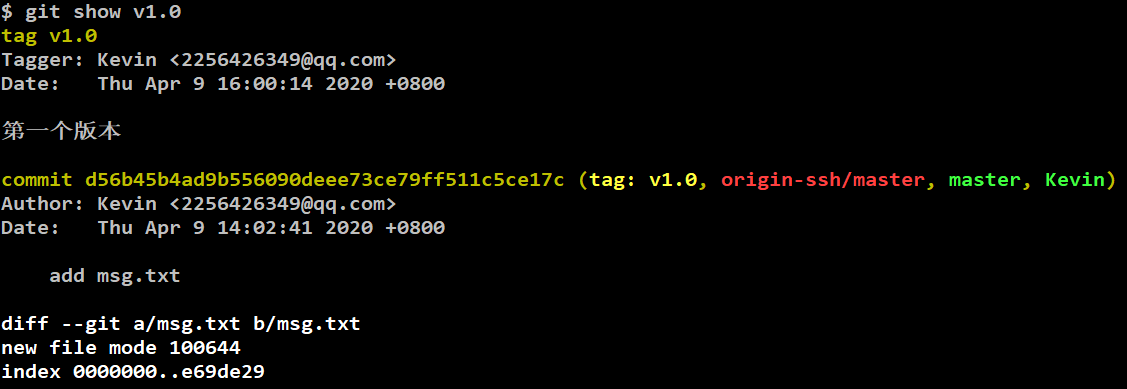 $ git show v1.0
tag v1.0
Tagger: Kevin <2256426349@qq.com>
Date:   Thu Apr 9 16:00:14 2020 +0800
第一个版本
commit d56b45b4ad9b556090deee73ce79ff511c5ce17c (tag: v1.0, origin-ssh/master, master, Kevin)
Author: Kevin <2256426349@qq.com>
Date:   Thu Apr 9 14:02:41 2020 +0800
    add msg.txt
diff --git a/msg.txt b/msg.txt
new file mode 100644
index 0000000..e69de29